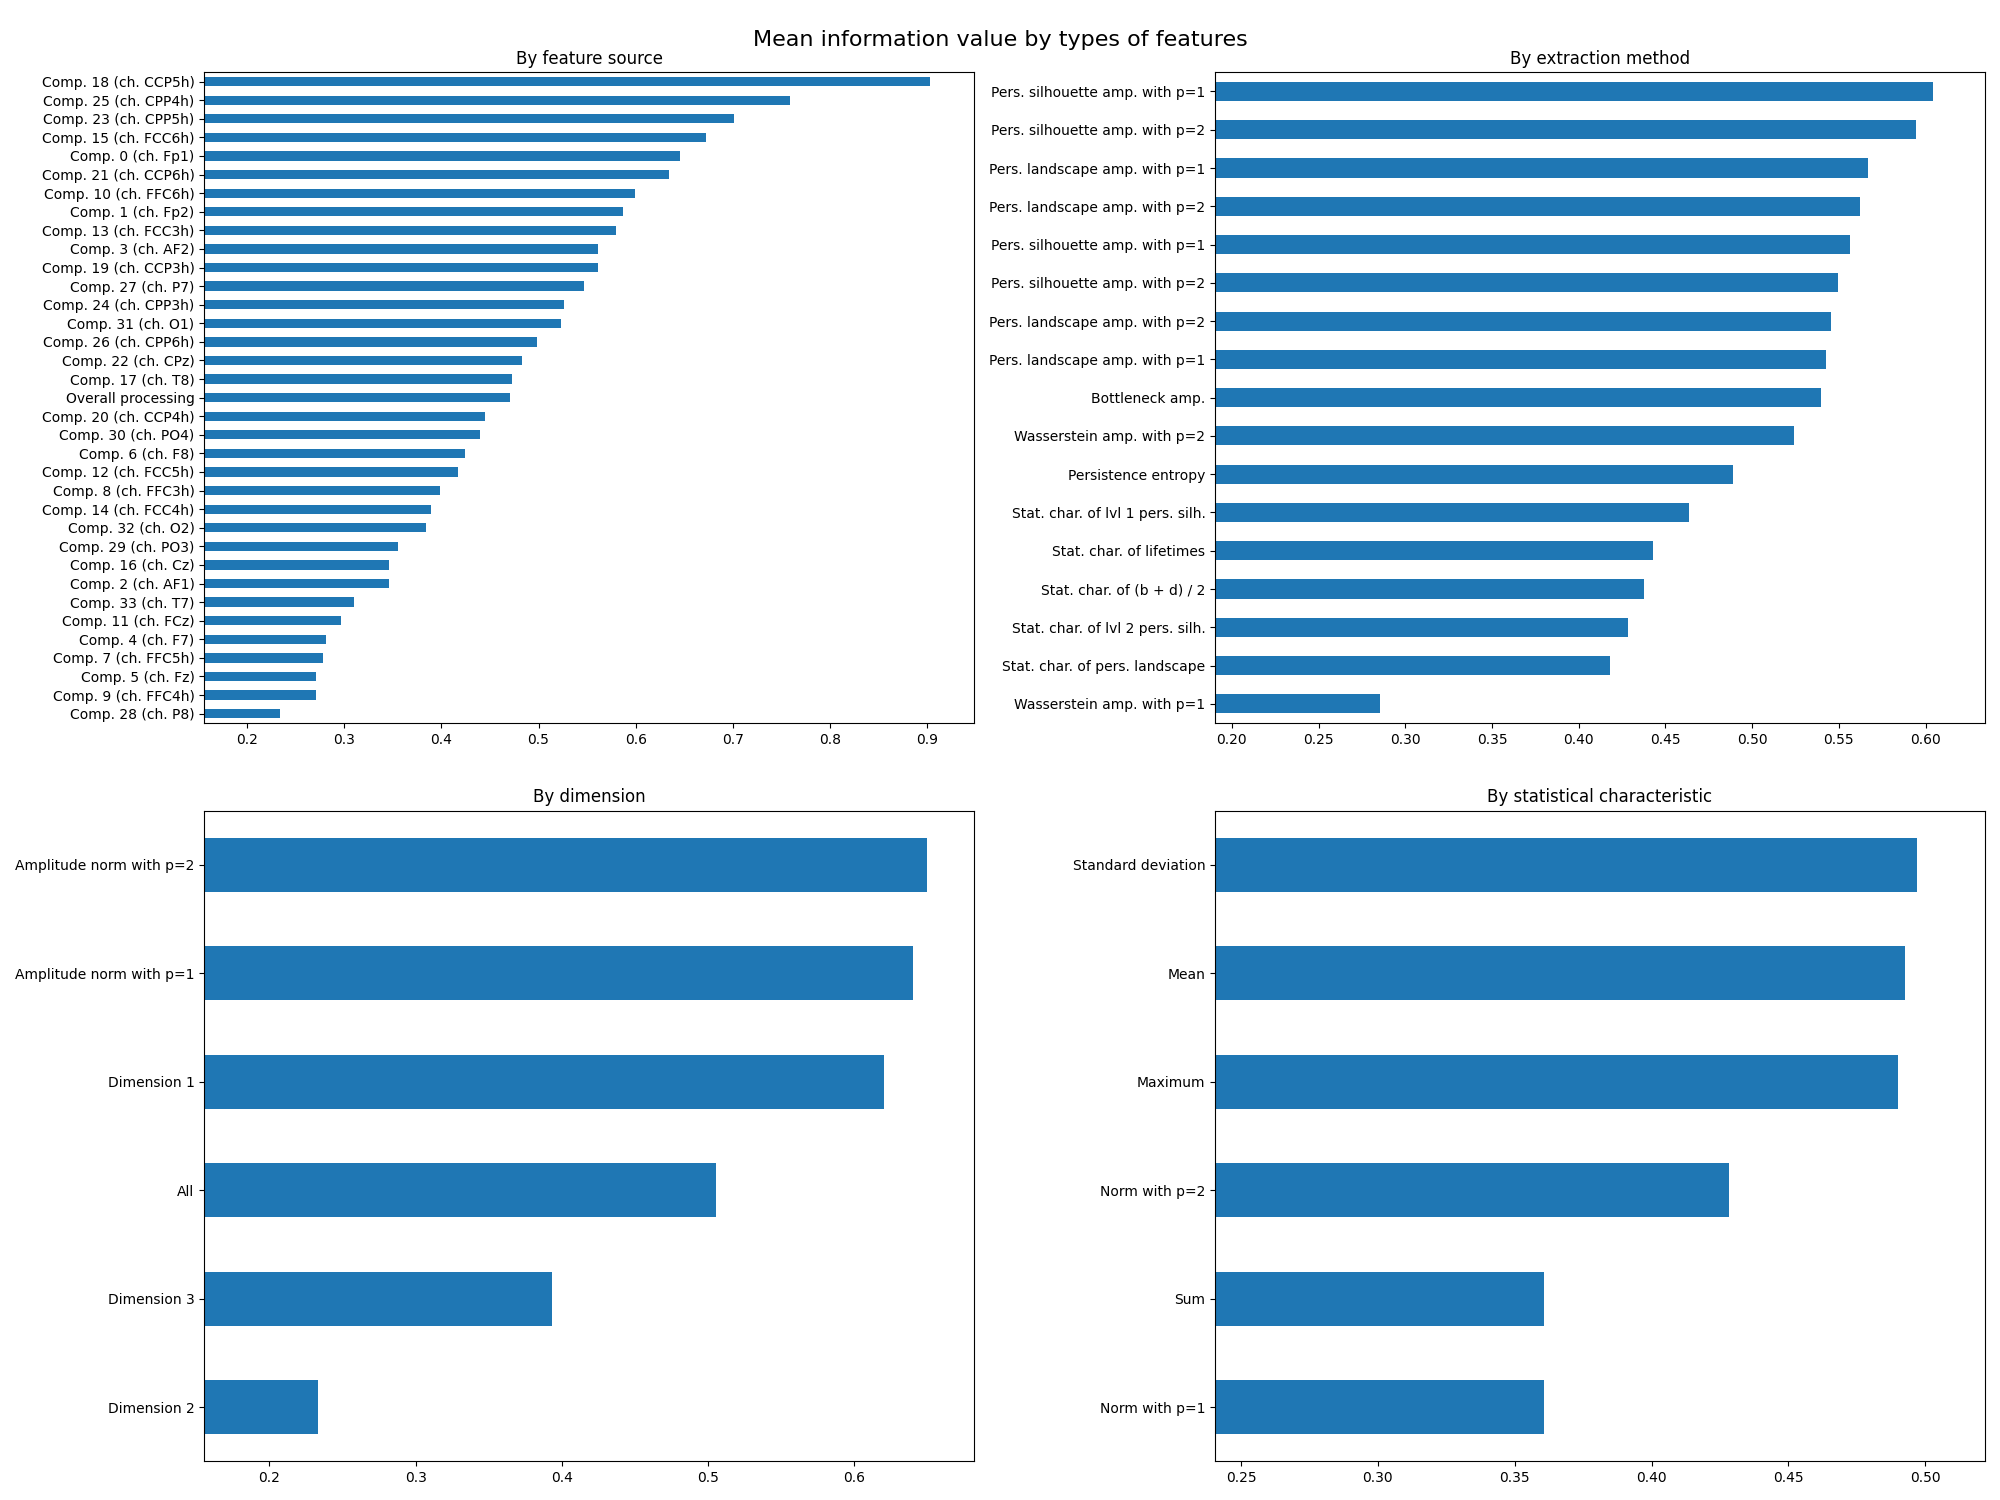 Mean information value by types of features
By feature source
Comp. 18 (ch. CCP5h)
Comp. 25 (ch. CPP4h)
Comp. 23 (ch. CPP5h)
Comp. 15 (ch. FCC6h)
Comp. 0 (ch. Fp1)
Comp. 21 (ch. CCP6h)
Comp. 10 (ch. FFC6h)
Comp. 1 (ch. Fp2)
Comp. 13 (ch. FCC3h)
Comp. 3 (ch. AF2)
Comp. 19 (ch. CCP3h)
Comp. 27 (ch. P7)
Comp. 24 (ch. CPP3h)
Comp. 31 (ch. O1)
Comp. 26 (ch. CPP6h)
Comp. 22 (ch. CPz)
Comp. 17 (ch. T8)
Overall processing
Comp. 20 (ch. CCP4h)
Comp. 30 (ch. PO4)
Comp. 6 (ch. F8)
Comp. 12 (ch. FCC5h)
Comp. 8 (ch. FFC3h)
Comp. 14 (ch. FCC4h)
Comp. 32 (ch. O2)
Comp. 29 (ch. PO3)
Comp. 16 (ch. Cz)
Comp. 2 (ch. AF1)
Comp. 33 (ch. T7)
Comp. 11 (ch. FCz)
Comp. 4 (ch. F7)
Comp. 7 (ch. FFC5h)
Comp. 5 (ch. Fz)
Comp. 9 (ch. FFC4h)
Comp. 28 (ch. P8)
0.2 0.3 0.4 0.5 0.6 0.7 0.8 0.9
By extraction method
Pers. silhouette amp. with p=1
Pers. silhouette amp. with p=2
Pers. landscape amp. with p=1
Pers. landscape amp. with p=2
Pers. silhouette amp. with p=1
Pers. silhouette amp. with p=2
Pers. landscape amp. with p=2
Pers. landscape amp. with p=1
Bottleneck amp.
Wasserstein amp. with p=2
Persistence entropy
Stat. char. of lvl 1 pers. silh.
Stat. char. of lifetimes
Stat. char. of (b + d) / 2
Stat. char. of lvl 2 pers. silh.
Stat. char. of pers. landscape
Wasserstein amp. with p=1
0.20 0.25 0.30 0.35 0.40 0.45 0.50 0.55 0.60
By dimension
Amplitude norm with p=2
Amplitude norm with p=1
Dimension 1
All
Dimension 3
Dimension 2
0.2 0.3 0.4 0.5 0.6
By statistical characteristic
Standard deviation
Mean
Maximum
Norm with p=2
Sum
Norm with p=1
0.25 0.30 0.35 0.40 0.45 0.50